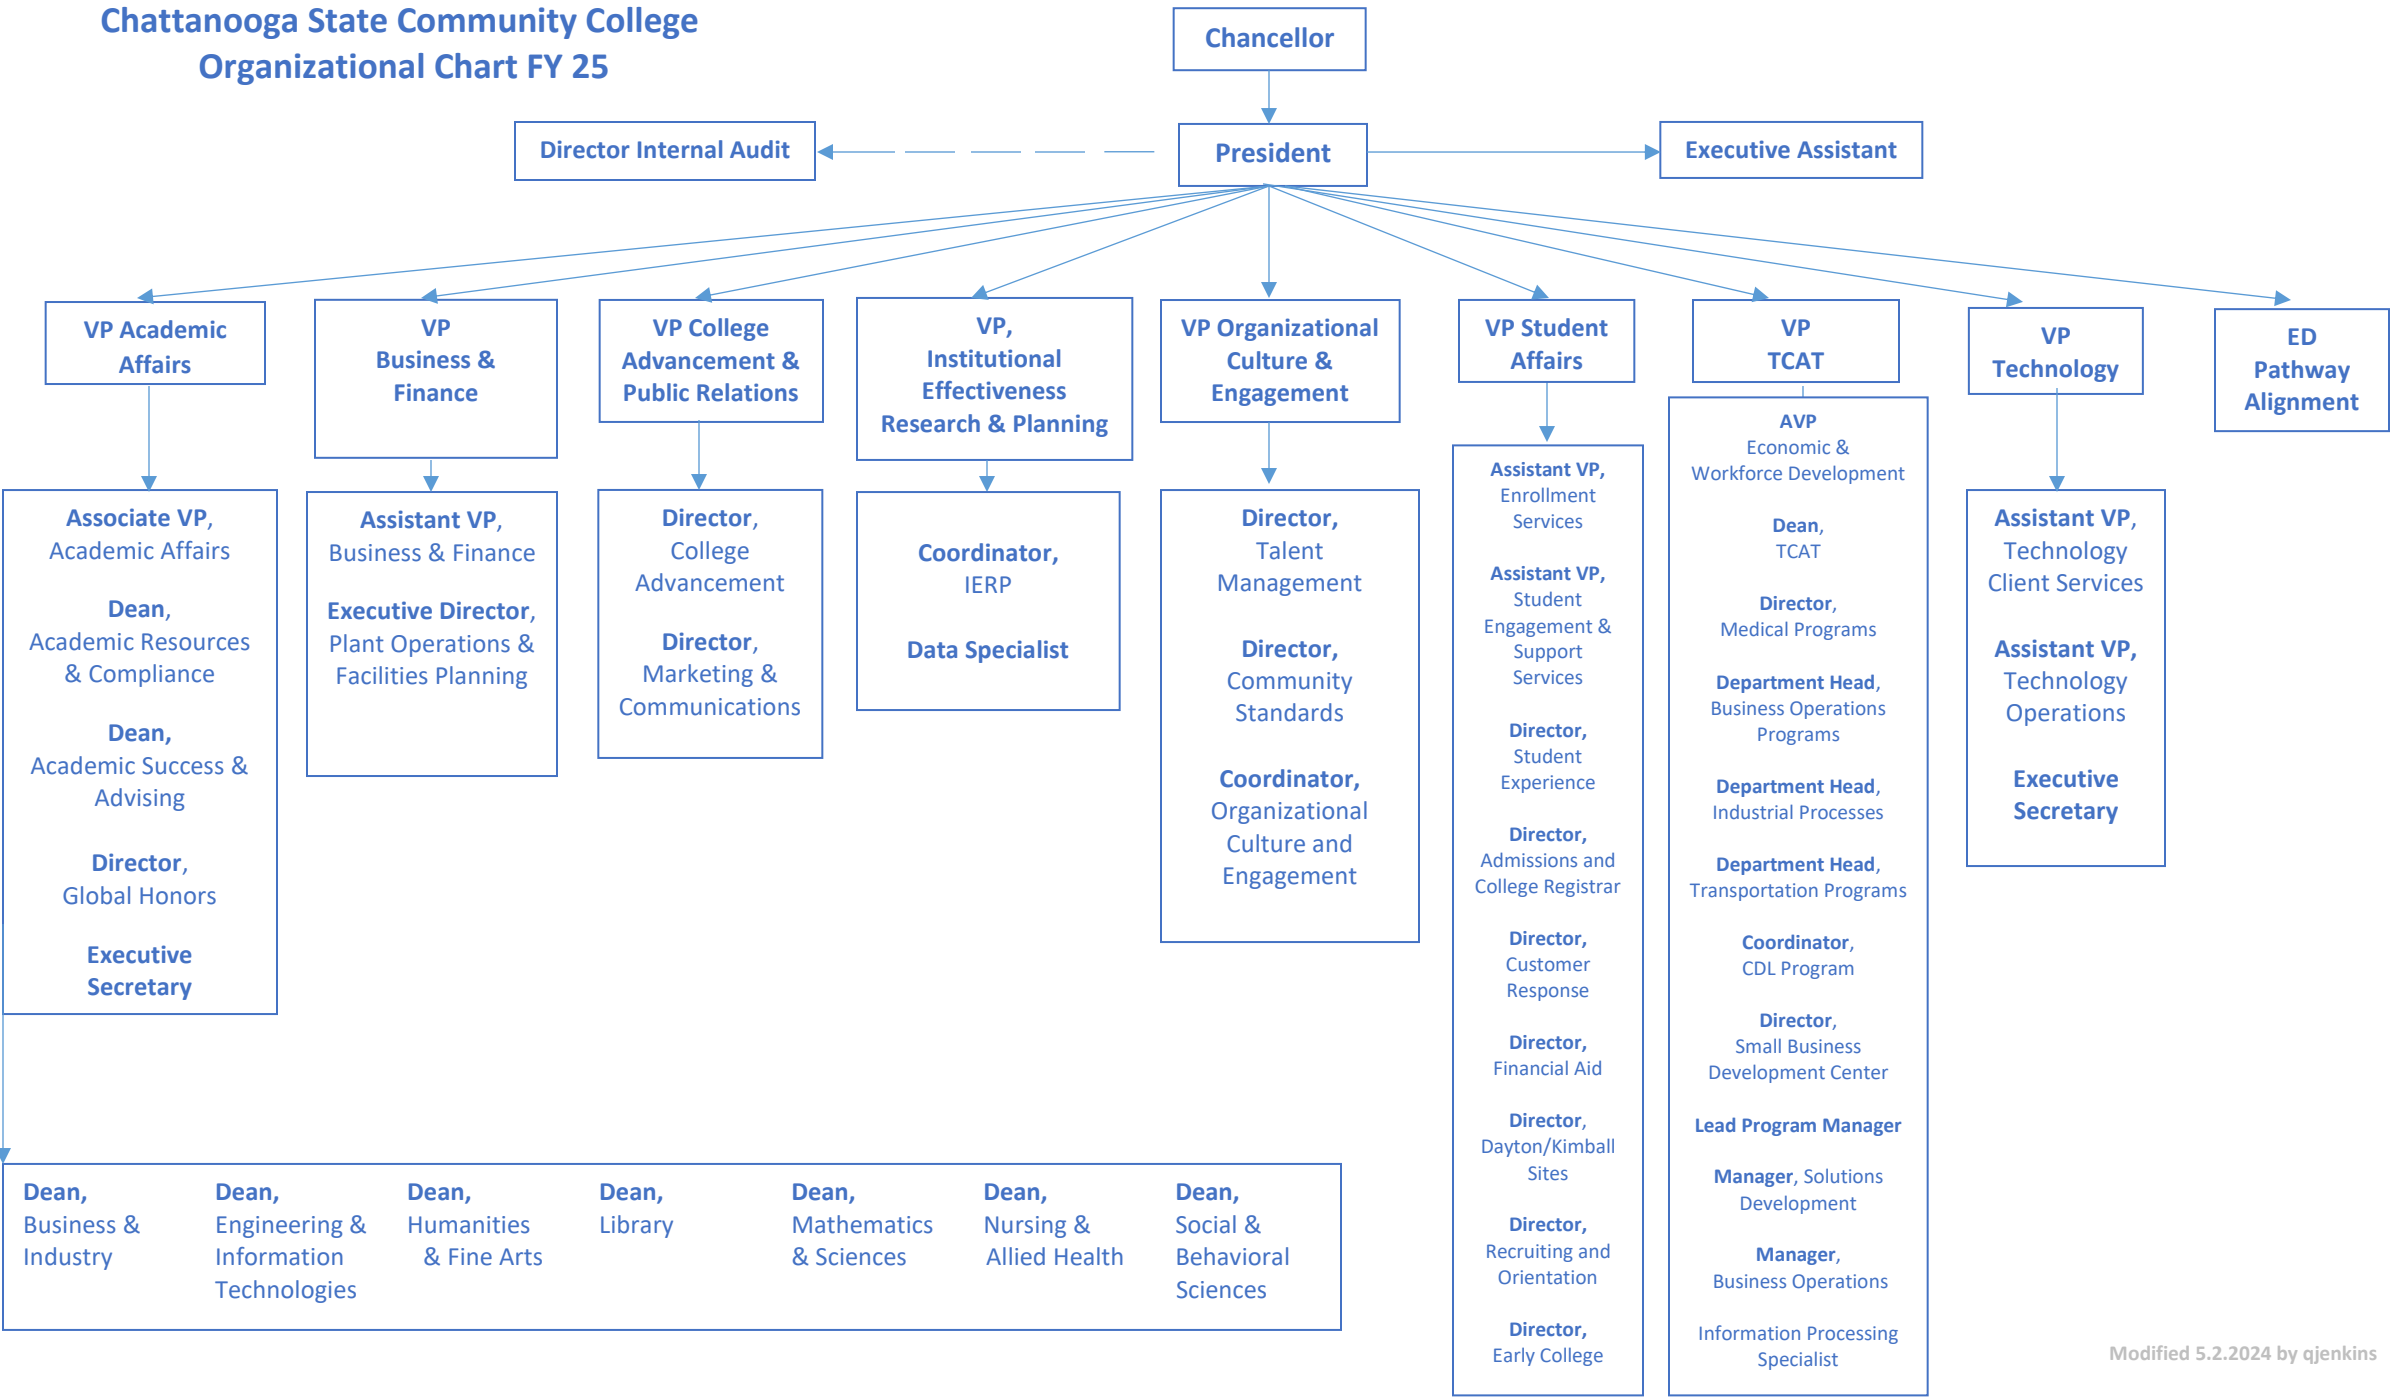 Chattanooga State Community College
Organizational Chart FY 25
Chancellor
Director Internal Audit
President
Executive Assistant
VP Academic
Affairs
VP
Business &
Finance
VP College
Advancement &
Public Relations
VP,
Institutional
Effectiveness
Research & Planning
VP Organizational
Culture &
Engagement
VP Student
Affairs
VP
TCAT
VP
Technology
ED
Pathway
Alignment
Associate VP,
Academic Affairs
Dean,
Academic Resources
& Compliance
Dean,
Academic Success &
Advising
Director,
Global Honors
Executive
Secretary
Assistant VP,
Business & Finance
Executive Director,
Plant Operations &
Facilities Planning
Director,
College
Advancement
Director,
Marketing &
Communications
Coordinator,
IERP
Data Specialist
Director,
Talent
Management
Director,
Community
Standards
Coordinator,
Organizational
Culture and
Engagement
Assistant VP,
Enrollment
Services
Assistant VP,
Student
Engagement &
Support
Services
Director,
Student
Experience
Director,
Admissions and
College Registrar
Director,
Customer
Response
Director,
Financial Aid
Director,
Dayton/Kimball
Sites
Director,
Recruiting and
Orientation
Director,
Early College
AVP
Economic &
Workforce Development
Dean,
TCAT
Director,
Medical Programs
Department Head,
Business Operations
Programs
Department Head,
Industrial Processes
Department Head,
Transportation Programs
Coordinator,
CDL Program
Director,
Small Business
Development Center
Lead Program Manager
Manager, Solutions
Development
Manager,
Business Operations
Information Processing
Specialist
Assistant VP,
Technology
Client Services
Assistant VP,
Technology
Operations
Executive
Secretary
Dean,
Business &
Industry
Dean,
Engineering &
Information
Technologies
Dean,
Humanities
& Fine Arts
Dean,
Library
Dean,
Mathematics
& Sciences
Dean,
Nursing &
Allied Health
Dean,
Social &
Behavioral
Sciences
Modified 5.2.2024 by qjenkins